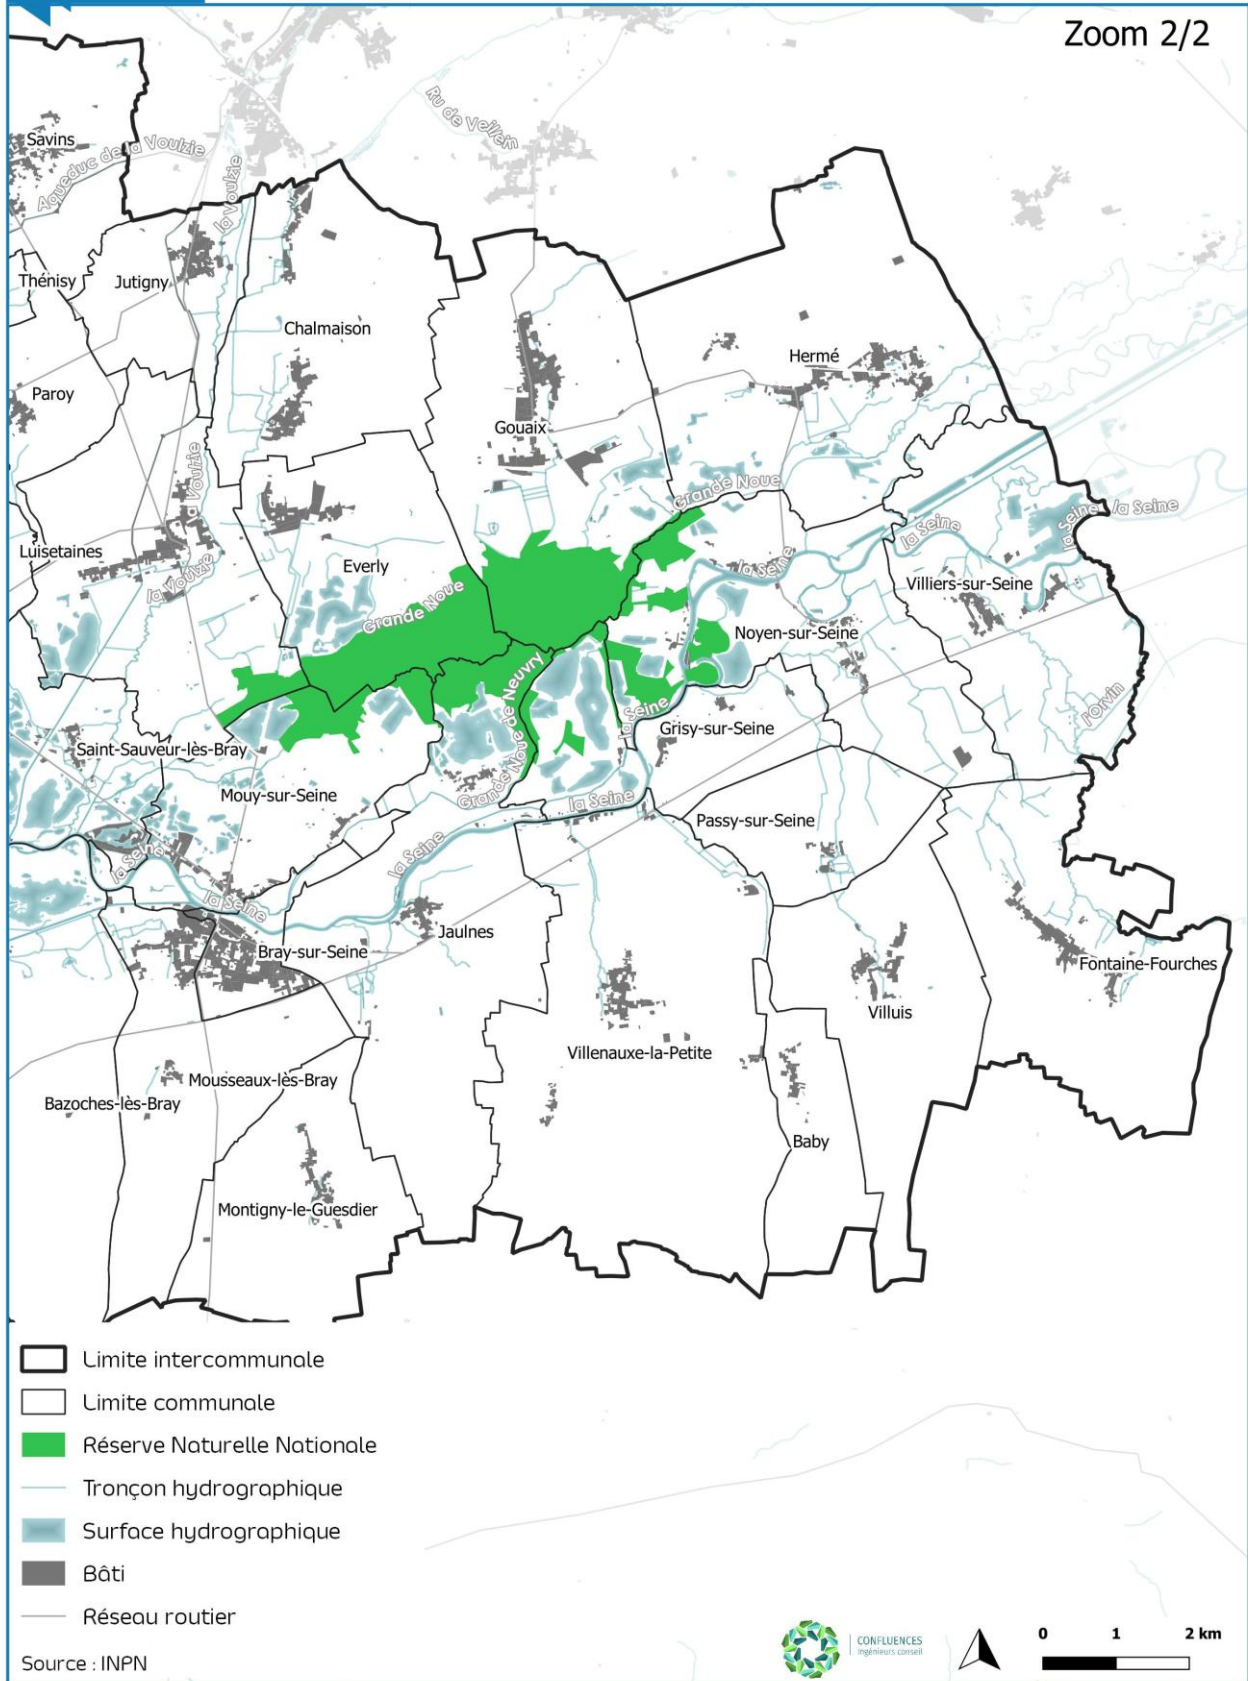 Zoom 2/2
Savins
Aqueduc de la Voulzie
la Voulzie
Ru de Veillein
Thénisy
Jutigny
Chalmaison
Hermé
Paroy
Gouaix
la Voulzie
Grande Noue
la Seine
la Seine
la Seine
Luisetaines
la Voulzie
Everly
Grande Noue
la Seine
Villiers-sur-Seine
Noyen-sur-Seine
Grande Noue de Neuvry
la Seine
l'Orvin
Grisy-sur-Seine
Saint-Sauveur-lès-Bray
Mouy-sur-Seine
la Seine
Passy-sur-Seine
la Seine
la Seine
la Seine
Jaulnes
Bray-sur-Seine
Fontaine-Fourches
Villuis
Villenauxe-la-Petite
Mousseaux-lès-Bray
Bazoches-lès-Bray
Baby
Montigny-le-Guesdier
Limite intercommunale
Limite communale
Réserve Naturelle Nationale
Tronçon hydrographique
Surface hydrographique
Bâti
Réseau routier
Source : INPN
CONFLUENCES
ingénieurs conseil
0 1 2 km